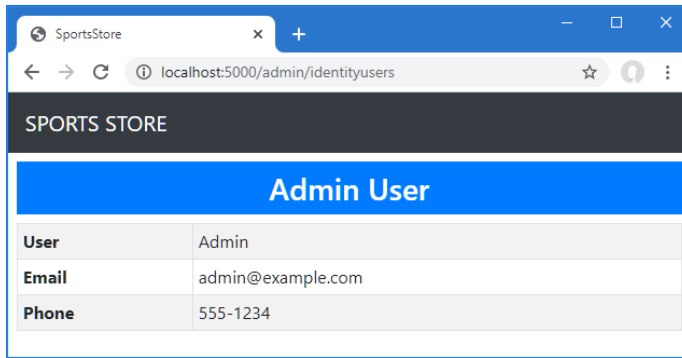 SportsStore
localhost:5000/admin/identityusers
SPORTS STORE
Admin User
User Admin
Email admin@example.com
Phone 555-1234